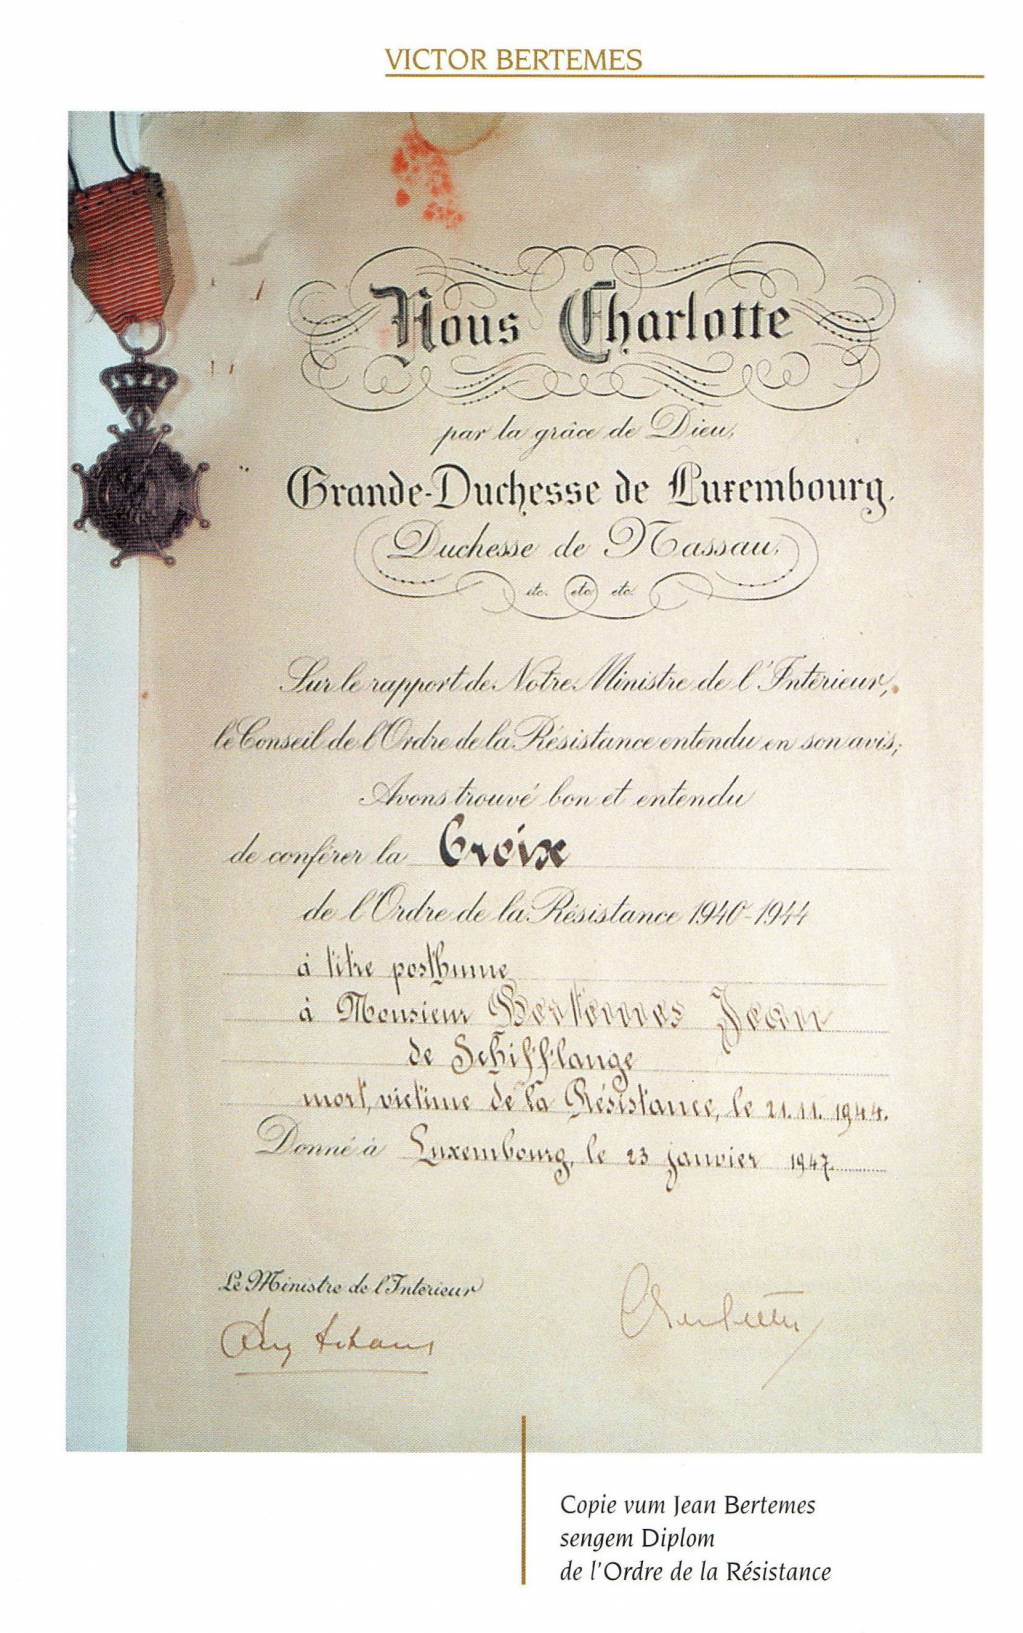 VICTOR BERTEMES
Nous Charlotte
par la grâce de Dieu,
Grande-Duchesse de Luxembourg,
Duchesse de Nassau,
etc. etc. etc.
Sur le rapport de Notre Ministre de l'Intérieur,
le Conseil de l'Ordre de la Résistance entendu en son avis;
Avons trouvé bon et entendu
de conférer la Croix
de l'Ordre de la Résistance 1940-1944
à titre posthume
à Monsieur Bertemes Jean
de Schifflange
mort, victime de la Résistance, le 21.11.1944.
Donné à Luxembourg, le 23 janvier 1947.
Le Ministre de l'Intérieur
Charlotte
Copie vum Jean Bertemes
sengem Diplom
de l'Ordre de la Résistance